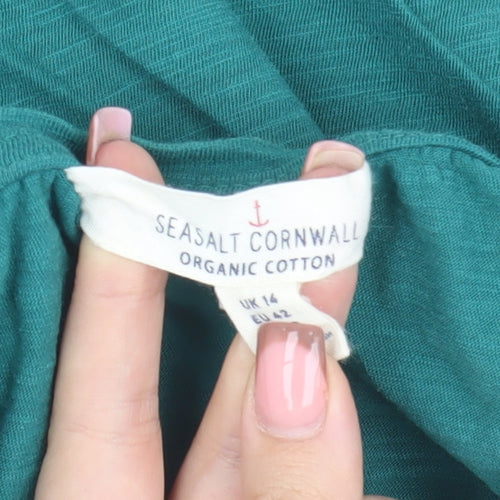 SEASALT CORNWALL
ORGANIC COTTON
UK 14
EU 42